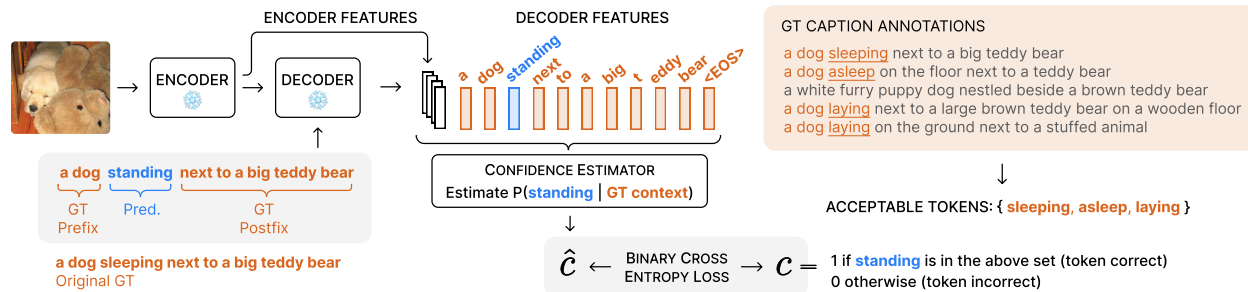 ENCODER FEATURES
DECODER FEATURES
ENCODER
DECODER
a
dog
standing
next
to
a
big
t
eddy
bear
<EOS>
a dog standing next to a big teddy bear
GT
Prefix
Pred.
GT
Postfix
a dog sleeping next to a big teddy bear
Original GT
CONFIDENCE ESTIMATOR
Estimate P(standing | GT context)
ĉ ← BINARY CROSS
ENTROPY LOSS → c =
1 if standing is in the above set (token correct)
0 otherwise (token incorrect)
GT CAPTION ANNOTATIONS
a dog sleeping next to a big teddy bear
a dog asleep on the floor next to a teddy bear
a white furry puppy dog nestled beside a brown teddy bear
a dog laying next to a large brown teddy bear on a wooden floor
a dog laying on the ground next to a stuffed animal
ACCEPTABLE TOKENS: { sleeping, asleep, laying }